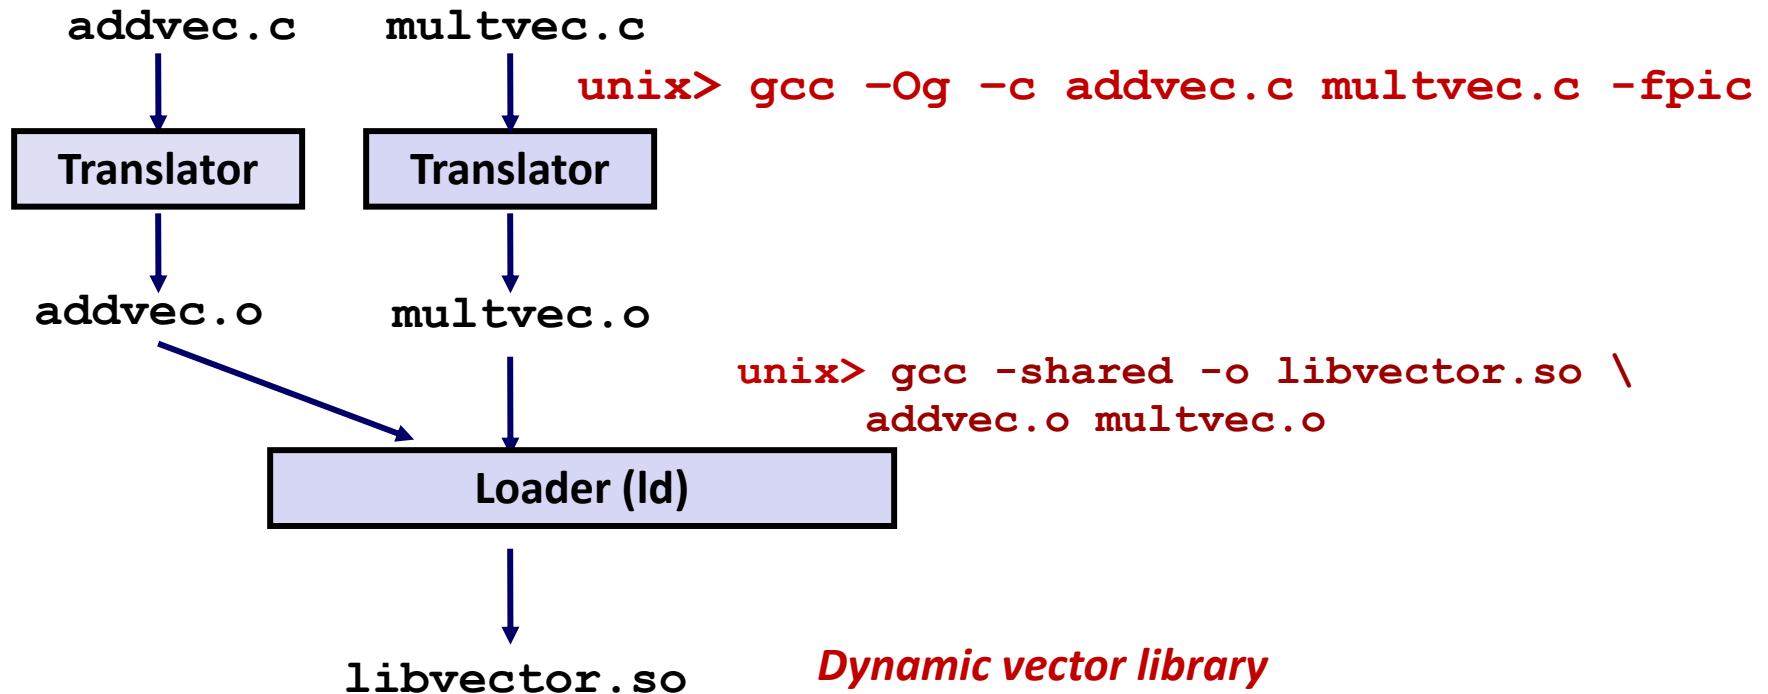 addvec.c multvec.c
unix> gcc –Og –c addvec.c multvec.c -fpic
Translator Translator
addvec.o multvec.o
unix> gcc -shared -o libvector.so \
addvec.o multvec.o
Loader (ld)
libvector.so
Dynamic vector library